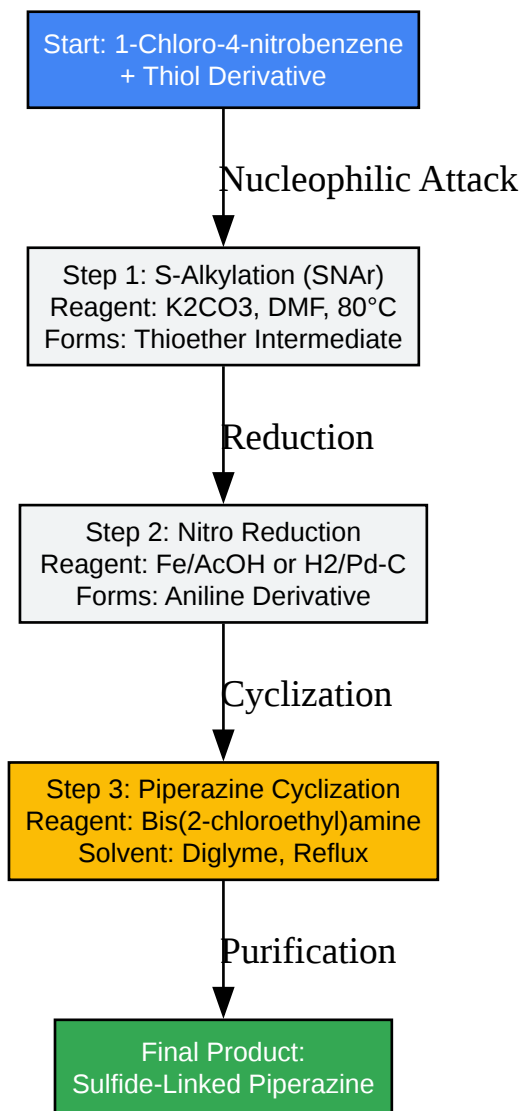 Start: 1-Chloro-4-nitrobenzene
+ Thiol Derivative
Nucleophilic Attack
Step 1: S-Alkylation (SNAr)
Reagent: K2CO3, DMF, 80°C
Forms: Thioether Intermediate
Reduction
Step 2: Nitro Reduction
Reagent: Fe/AcOH or H2/Pd-C
Forms: Aniline Derivative
Cyclization
Step 3: Piperazine Cyclization
Reagent: Bis(2-chloroethyl)amine
Solvent: Diglyme, Reflux
Purification
Final Product:
Sulfide-Linked Piperazine